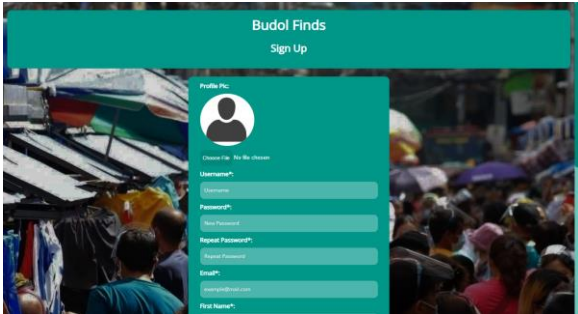 Budol Finds
Sign Up
Profile Pic:
Choose File No file chosen
Username*:
Username
Password*:
New Password
Repeat Password*:
Repeat Password
Email*:
example@mail.com
First Name*: